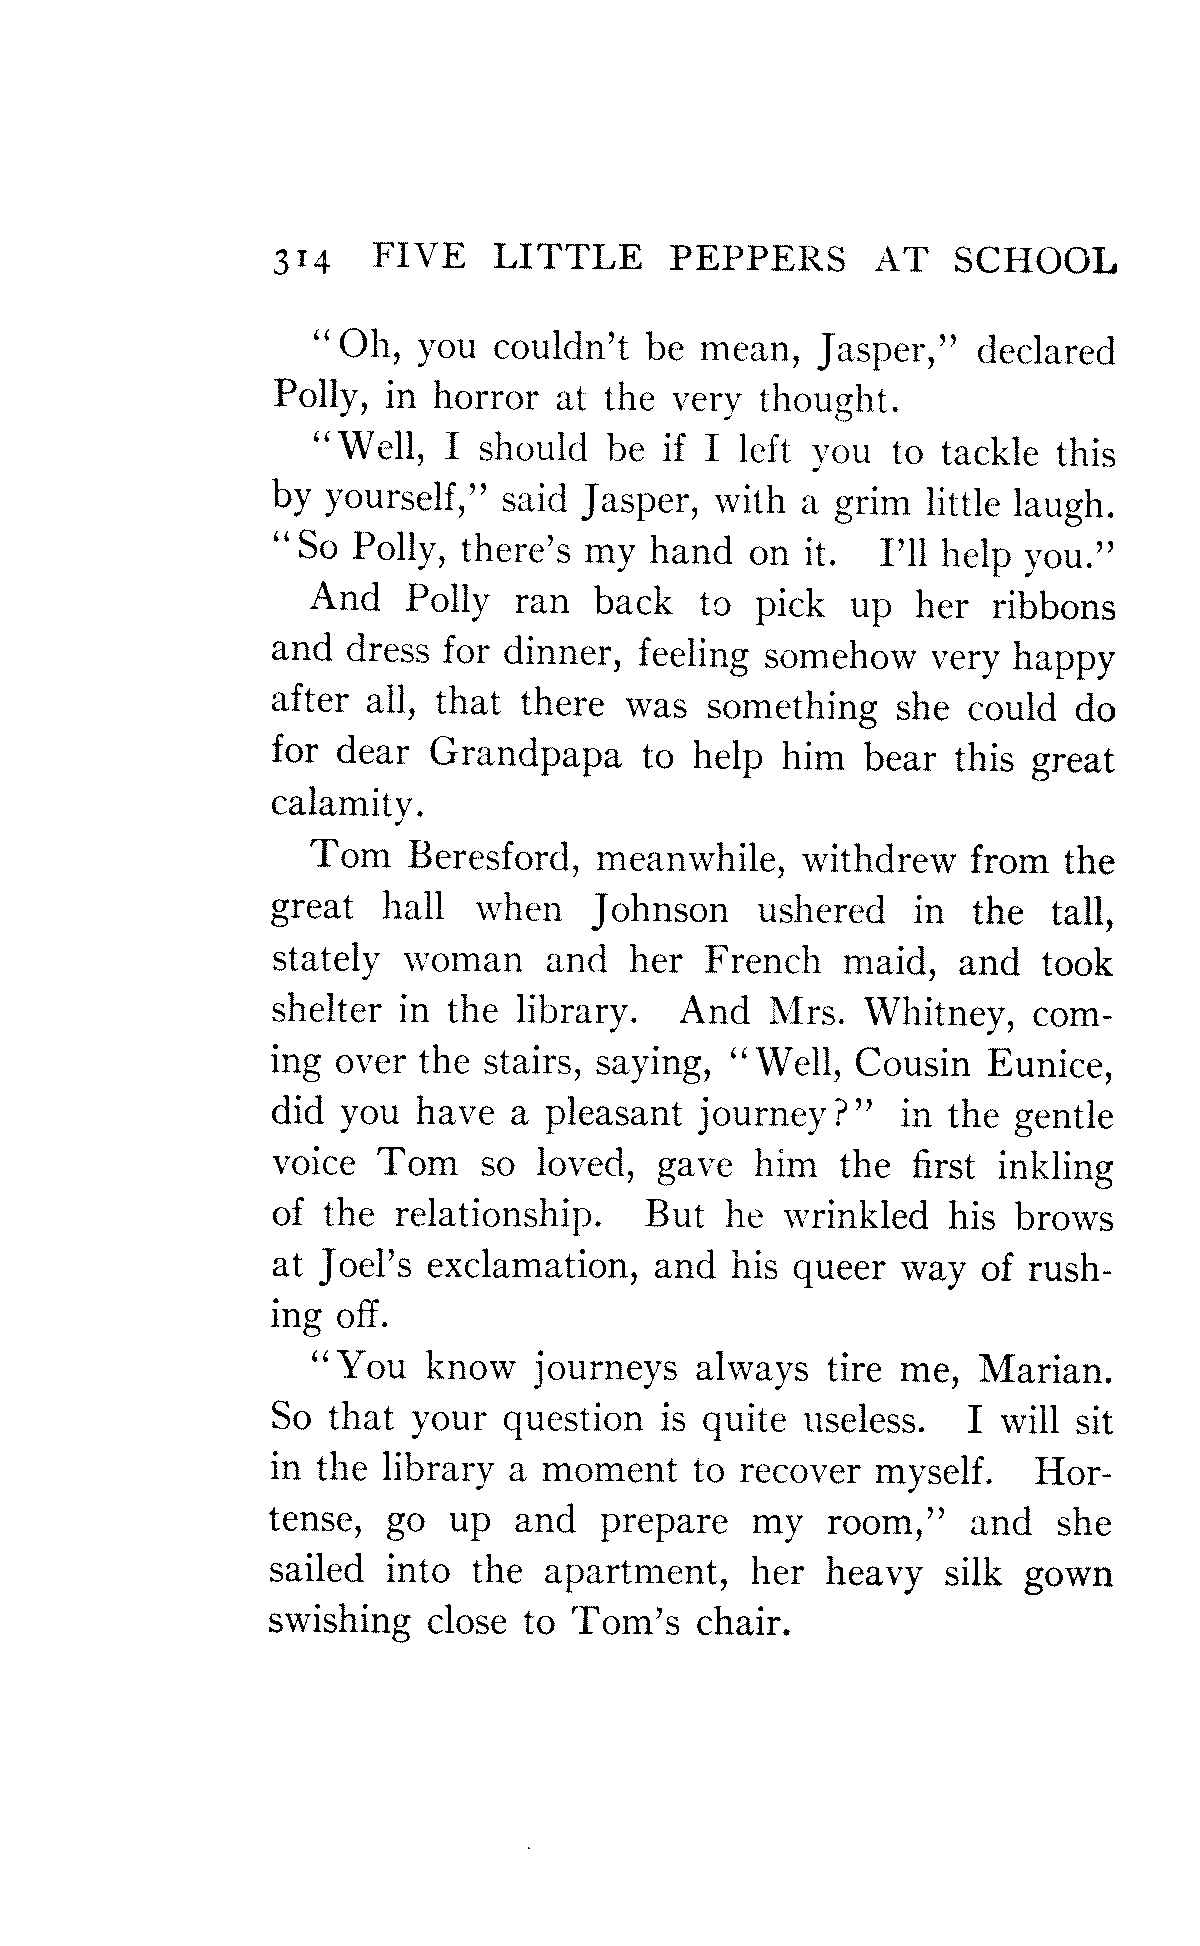 314 FIVE LITTLE PEPPERS AT SCHOOL
“Oh, you couldn’t be mean, Jasper,” declared
Polly, in horror at the very thought.
“Well, I should be if I left you to tackle this
by yourself,” said Jasper, with a grim little laugh.
“So Polly, there’s my hand on it. I’ll help you.”
And Polly ran back to pick up her ribbons
and dress for dinner, feeling somehow very happy
after all, that there was something she could do
for dear Grandpapa to help him bear this great
calamity.
Tom Beresford, meanwhile, withdrew from the
great hall when Johnson ushered in the tall,
stately woman and her French maid, and took
shelter in the library. And Mrs. Whitney, com-
ing over the stairs, saying, “Well, Cousin Eunice,
did you have a pleasant journey?” in the gentle
voice Tom so loved, gave him the first inkling
of the relationship. But he wrinkled his brows
at Joel’s exclamation, and his queer way of rush-
ing off.
“You know journeys always tire me, Marian.
So that your question is quite useless. I will sit
in the library a moment to recover myself. Hor-
tense, go up and prepare my room,” and she
sailed into the apartment, her heavy silk gown
swishing close to Tom’s chair.